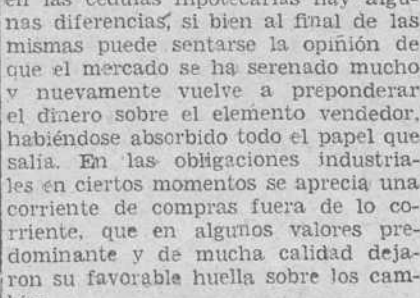 en las cédulas hipotecarias hay algu-
nas diferencias, si bien al final de las
mismas puede sentarse la opinión de
que el mercado se ha serenado mucho
y nuevamente vuelve a preponderar
el dinero sobre el elemento vendedor,
habiéndose absorbido todo el papel que
salía. En las obligaciones industria-
les en ciertos momentos se aprecia una
corriente de compras fuera de lo co-
rriente, que en algunos valores pre-
dominante y de mucha calidad deja-
ron su favorable huella sobre los cam-